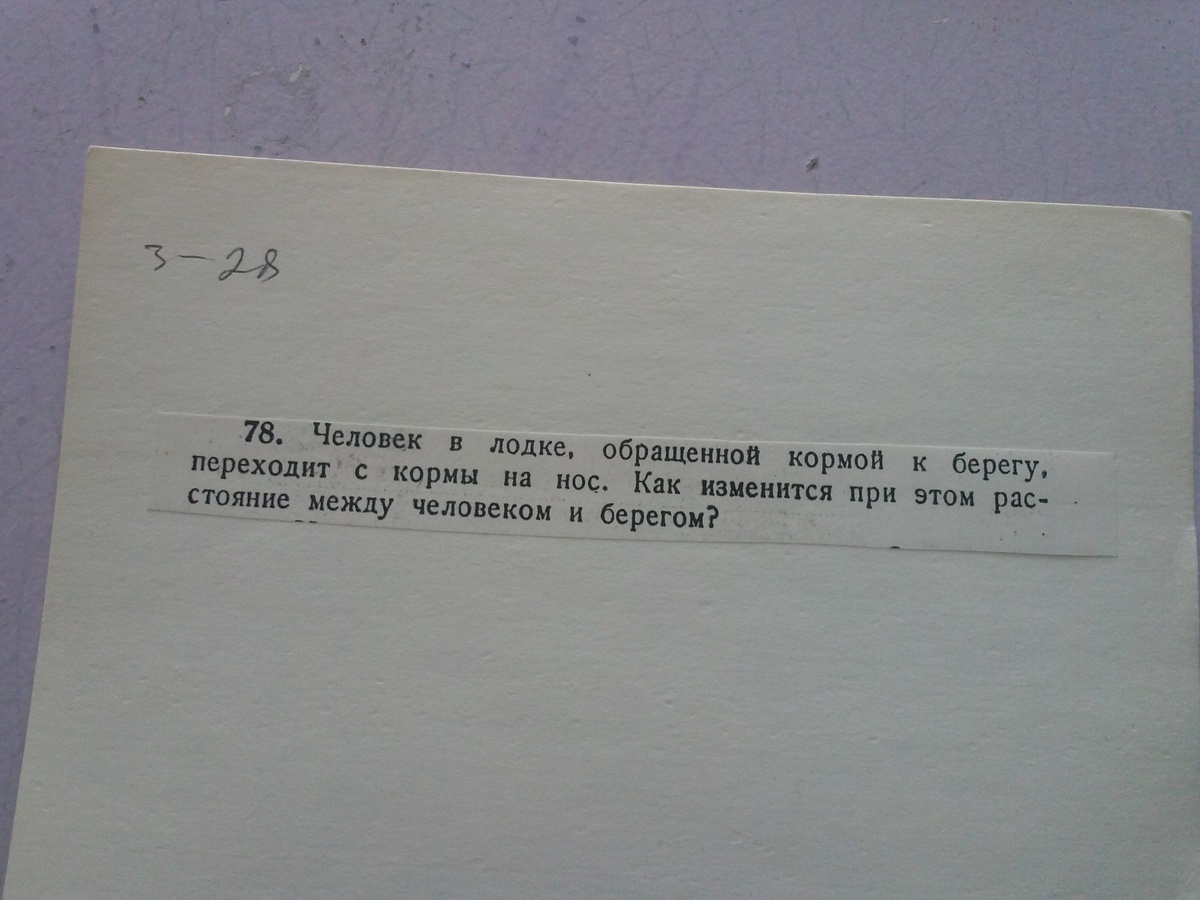 3-28
78. Человек в лодке, обращенной кормой к берегу,
переходит с кормы на нос. Как изменится при этом рас-
стояние между человеком и берегом?